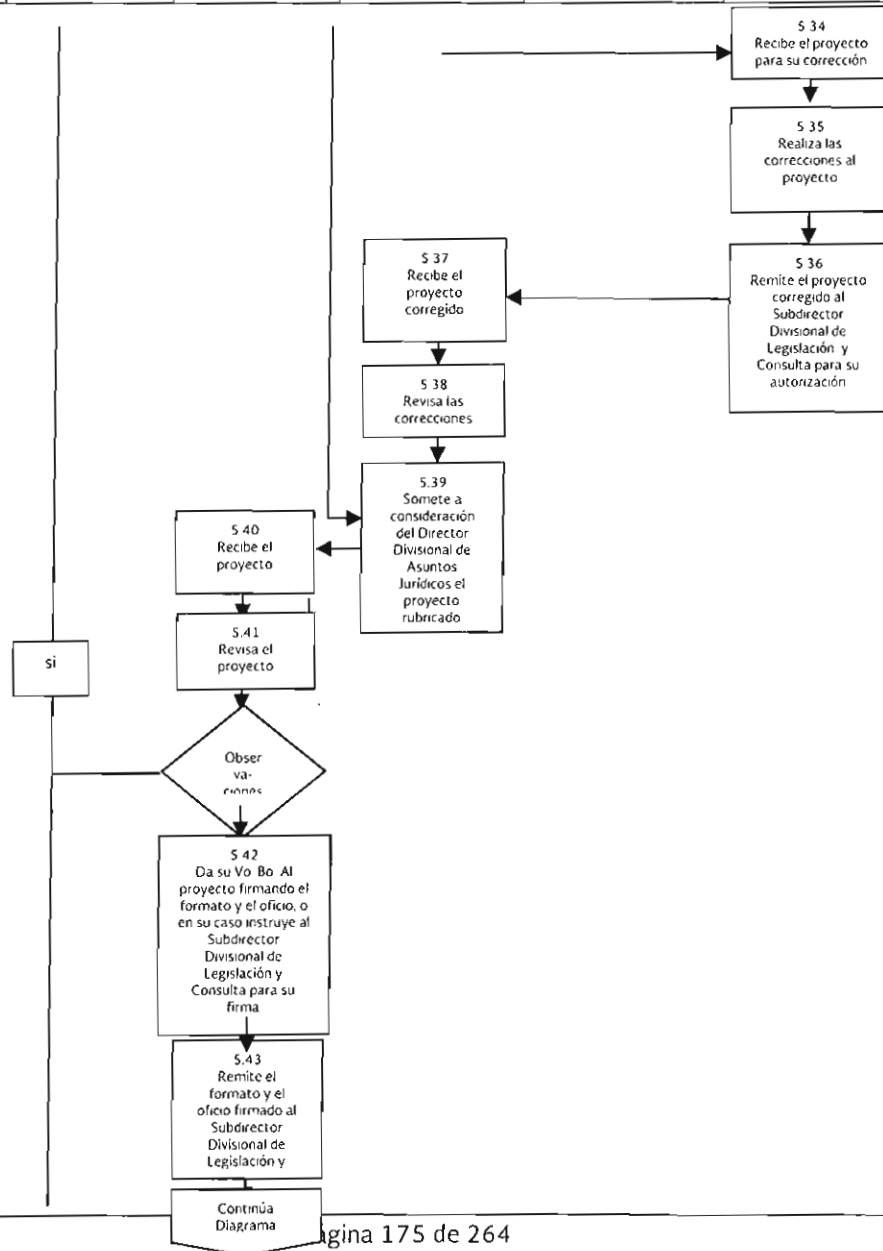 5 34
Recibe el proyecto
para su corrección
5 35
Realiza las
correcciones al
proyecto
5 36
Remite el proyecto
corregido al
Subdirector
Divisional de
Legislación y
Consulta para su
autorización
5 37
Recibe el
proyecto
corregido
5 38
Revisa las
correcciones
5.39
Somete a
consideración
del Director
Divisional de
Asuntos
Jurídicos el
proyecto
rubricado
5 40
Recibe el
proyecto
5.41
Revisa el
proyecto
si
Obser
va-
ciones
5 42
Da su Vo Bo Al
proyecto firmando el
formato y el oficio, o
en su caso instruye al
Subdirector
Divisional de
Legislación y
Consulta para su
firma
5.43
Remite el
formato y el
oficio firmado al
Subdirector
Divisional de
Legislación y
Continúa
Diagrama
ágina 175 de 264